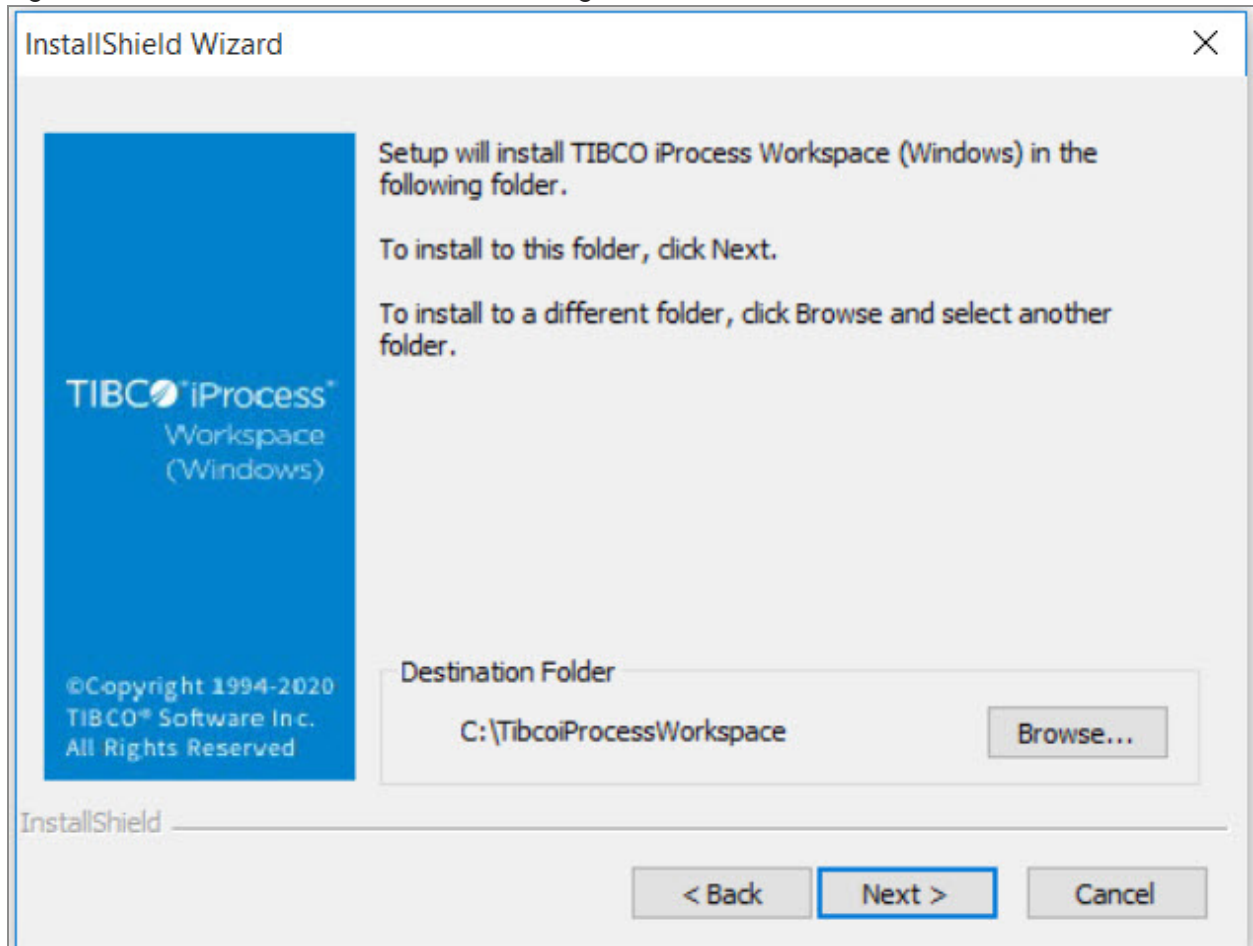 InstallShield Wizard
Setup will install TIBCO iProcess Workspace (Windows) in the
following folder.
To install to this folder, click Next.
To install to a different folder, click Browse and select another
folder.
TIBCO® iProcess®
Workspace
(Windows)
©Copyright 1994-2020
TIBCO® Software Inc.
All Rights Reserved
Destination Folder
C:\TibcoiProcessWorkspace
Browse...
InstallShield
< Back
Next >
Cancel